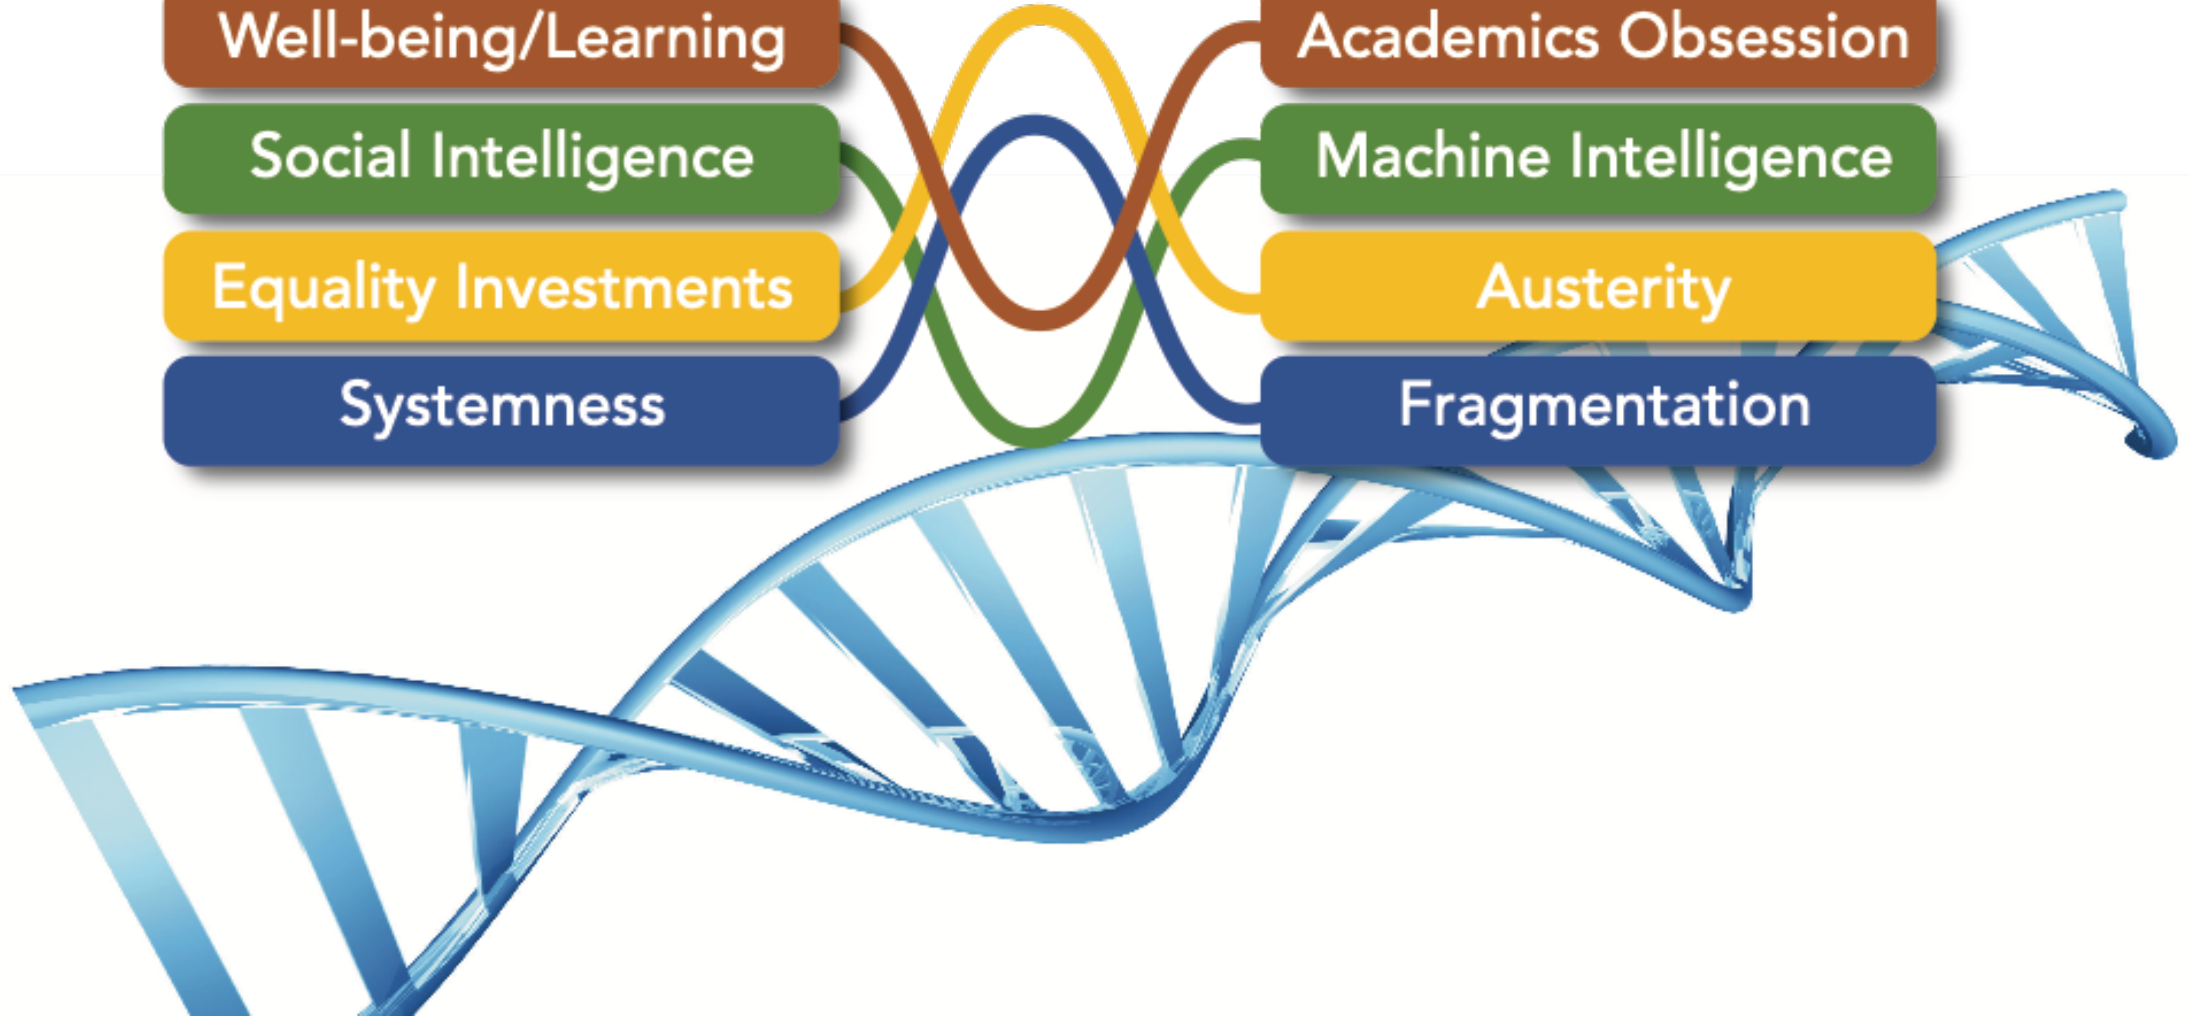 Well-being/Learning
Academics Obsession
Social Intelligence
Machine Intelligence
Equality Investments
Austerity
Systemness
Fragmentation